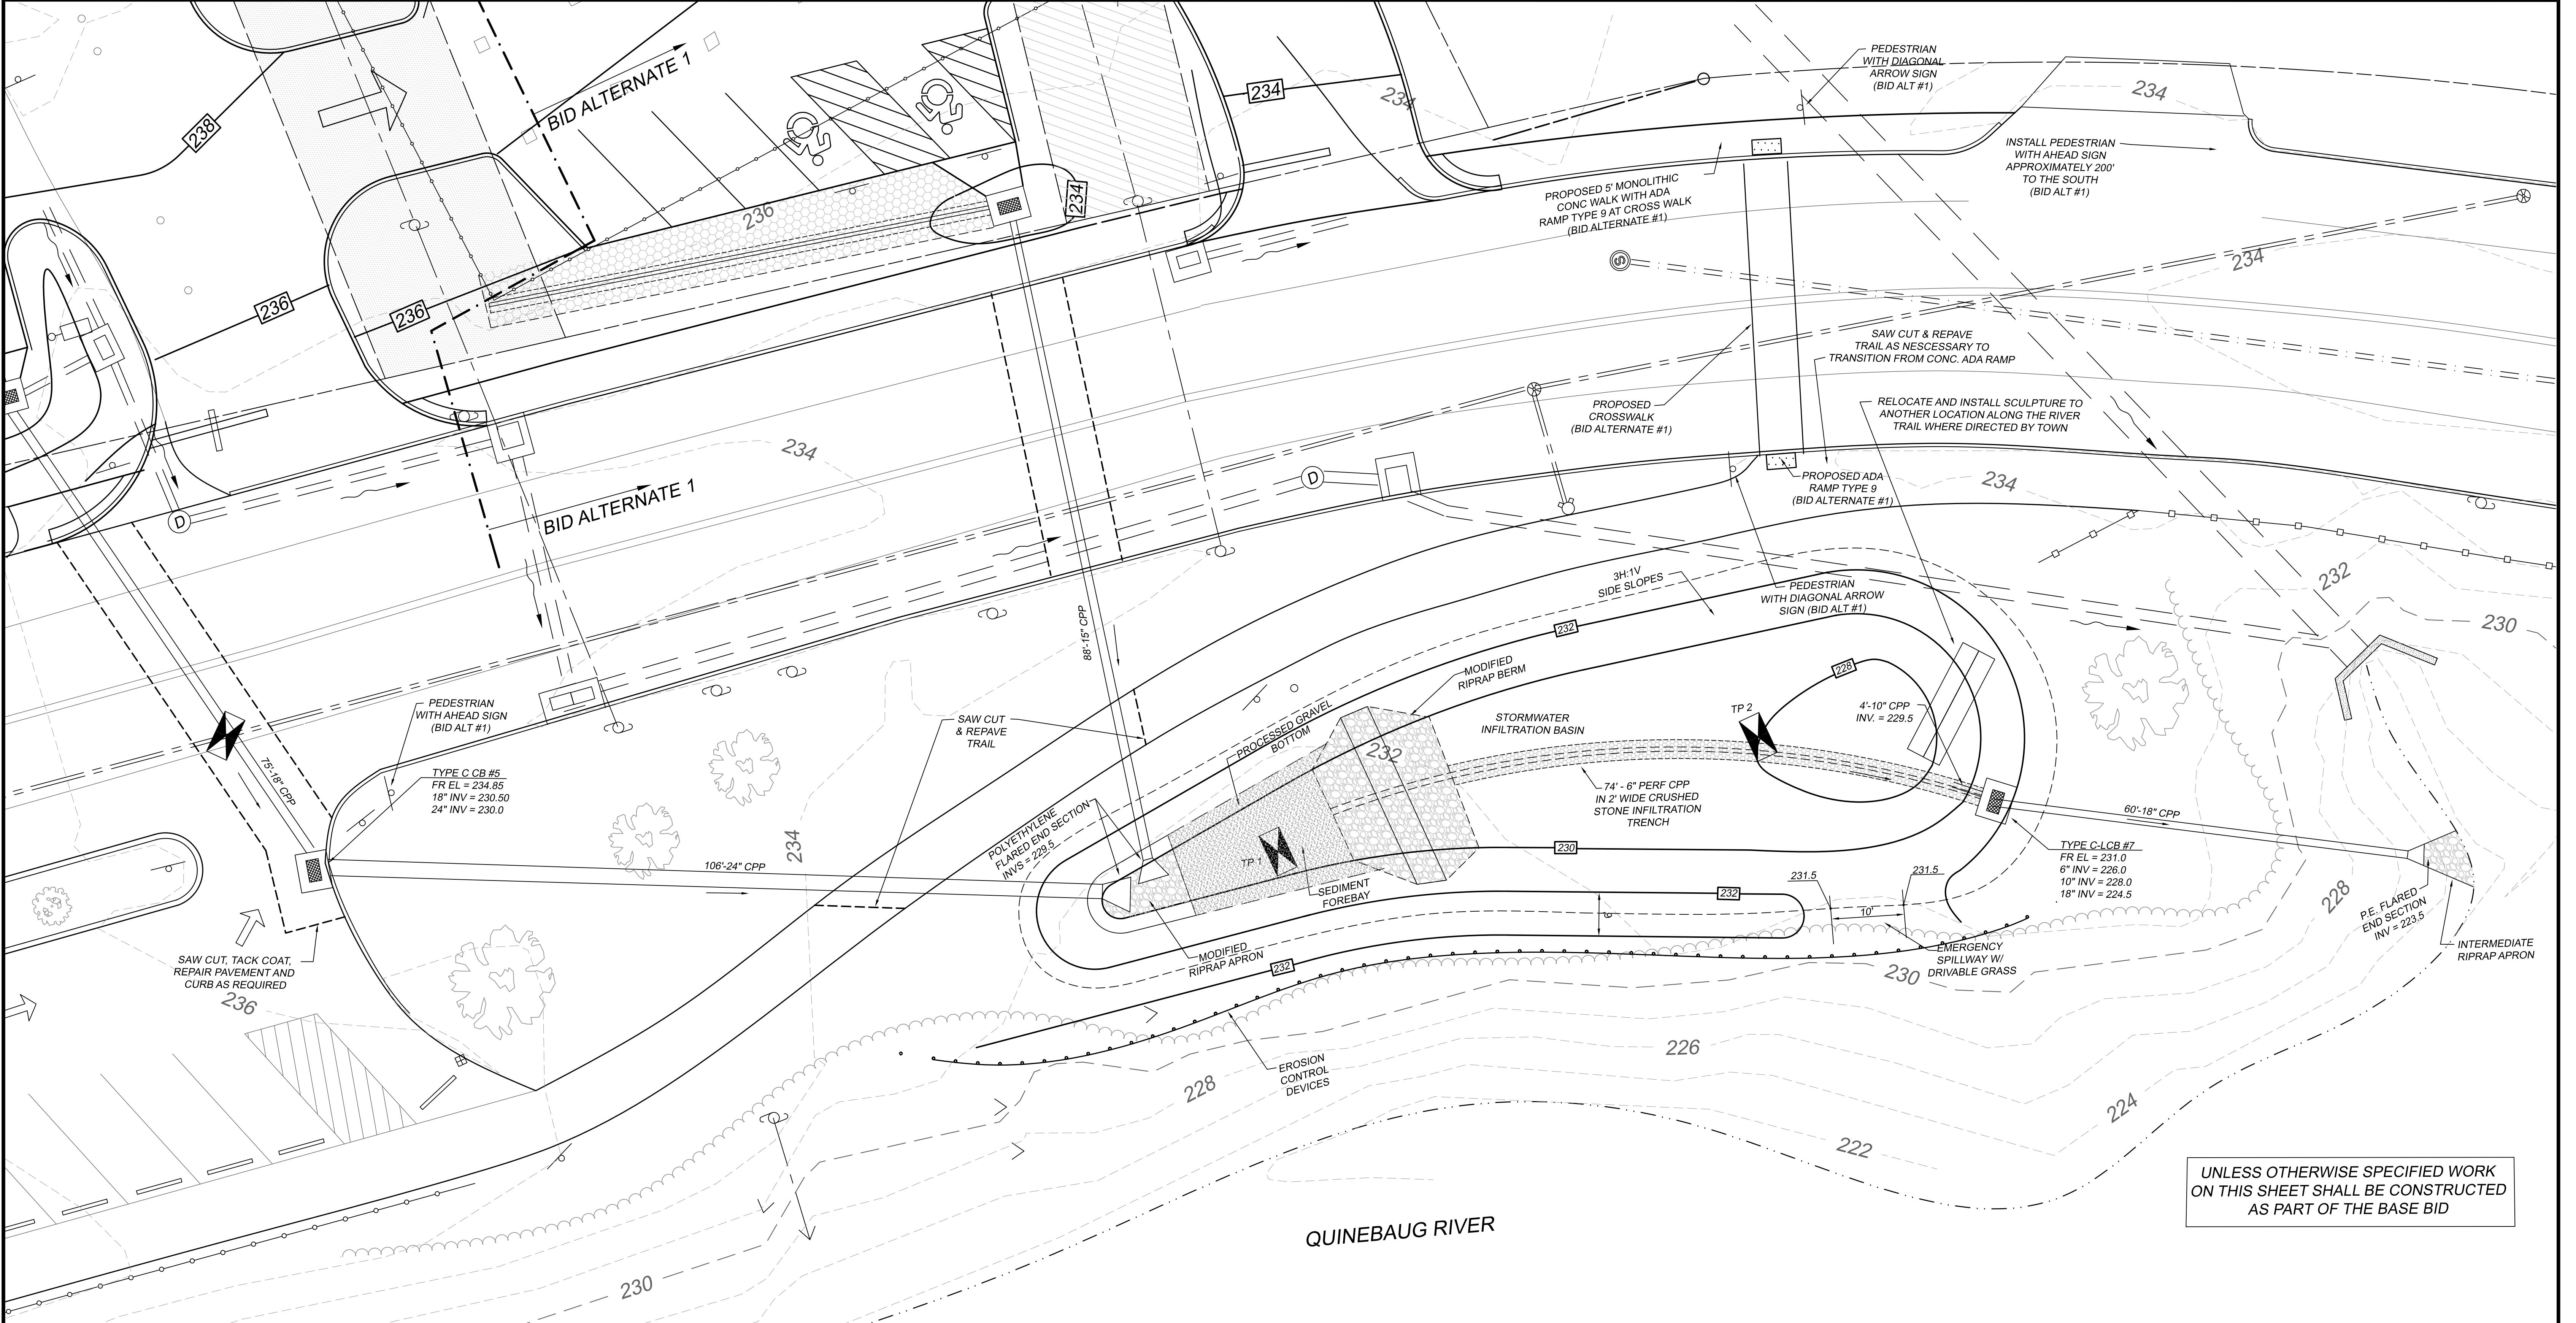 BID ALTERNATE 1
238
236
236
236
234
234
234
PEDESTRIAN
WITH DIAGONAL
ARROW SIGN
(BID ALT #1)
234
INSTALL PEDESTRIAN
WITH AHEAD SIGN
APPROXIMATELY 200'
TO THE SOUTH
(BID ALT #1)
PROPOSED 5' MONOLITHIC
CONC WALK WITH ADA
RAMP TYPE 9 AT CROSS WALK
(BID ALTERNATE #1)
S
234
SAW CUT & REPAVE
TRAIL AS NESCESSARY TO
TRANSITION FROM CONC. ADA RAMP
PROPOSED
CROSSWALK
(BID ALTERNATE #1)
RELOCATE AND INSTALL SCULPTURE TO
ANOTHER LOCATION ALONG THE RIVER
TRAIL WHERE DIRECTED BY TOWN
234
D
D
BID ALTERNATE 1
PROPOSED ADA
RAMP TYPE 9
(BID ALTERNATE #1)
234
232
230
3H:1V
SIDE SLOPES
PEDESTRIAN
WITH DIAGONAL ARROW
SIGN (BID ALT #1)
88'-15" CPP
232
MODIFIED
RIPRAP BERM
228
PEDESTRIAN
WITH AHEAD SIGN
(BID ALT #1)
SAW CUT
& REPAVE
TRAIL
PROCESSED GRAVEL
BOTTOM
232
STORMWATER
INFILTRATION BASIN
TP 2
4'-10" CPP
INV. = 229.5
75'-18" CPP
TYPE C CB #5
FR EL = 234.85
18" INV = 230.50
24" INV = 230.0
74' - 6" PERF CPP
IN 2' WIDE CRUSHED
STONE INFILTRATION
TRENCH
60'-18" CPP
POLYETHYLENE
FLARED END SECTION
INVS = 229.5
234
TP 1
230
106'-24" CPP
TYPE C-LCB #7
FR EL = 231.0
6" INV = 226.0
10" INV = 228.0
18" INV = 224.5
231.5
231.5
SEDIMENT
FOREBAY
232
9'
10'
228
P.E. FLARED
END SECTION
INV = 223.5
INTERMEDIATE
RIPRAP APRON
SAW CUT, TACK COAT,
REPAIR PAVEMENT AND
CURB AS REQUIRED
236
MODIFIED
RIPRAP APRON
232
EMERGENCY
SPILLWAY W/
DRIVABLE GRASS
230
226
EROSION
CONTROL
DEVICES
228
224
222
UNLESS OTHERWISE SPECIFIED WORK
ON THIS SHEET SHALL BE CONSTRUCTED
AS PART OF THE BASE BID
QUINEBAUG RIVER
230